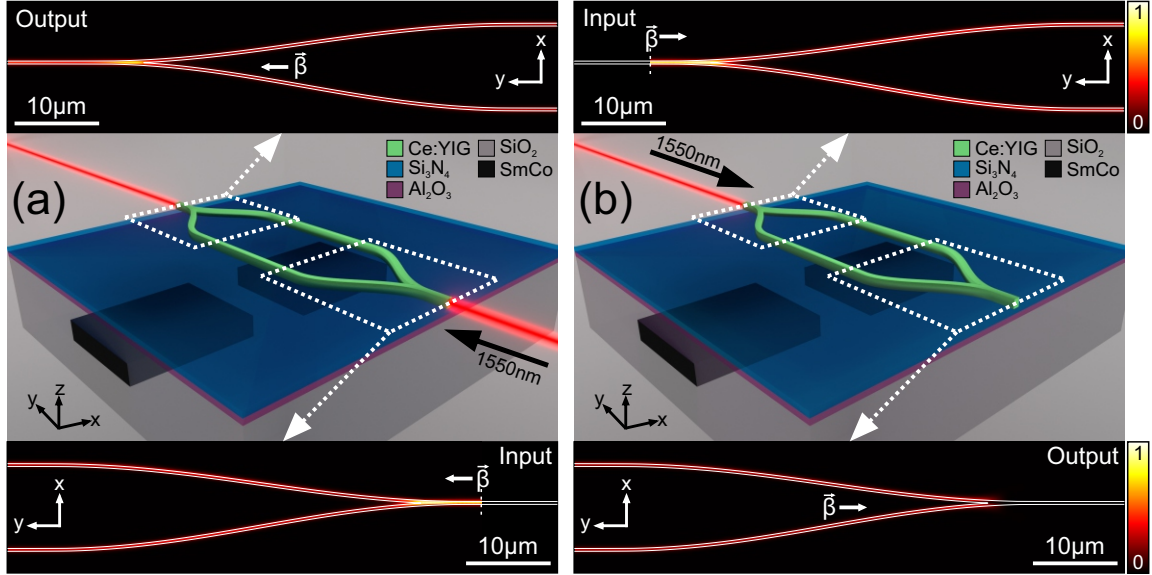 Output
β⃗
x
y
10μm
Input
β⃗
x
y
10μm
1
0
(a)
Ce:YIG
SiO₂
Si₃N₄
SmCo
Al₂O₃
1550nm
y
z
x
(b)
1550nm
Ce:YIG
SiO₂
Si₃N₄
SmCo
Al₂O₃
y
z
x
Input
β⃗
x
y
10μm
Output
β⃗
x
y
10μm
1
0